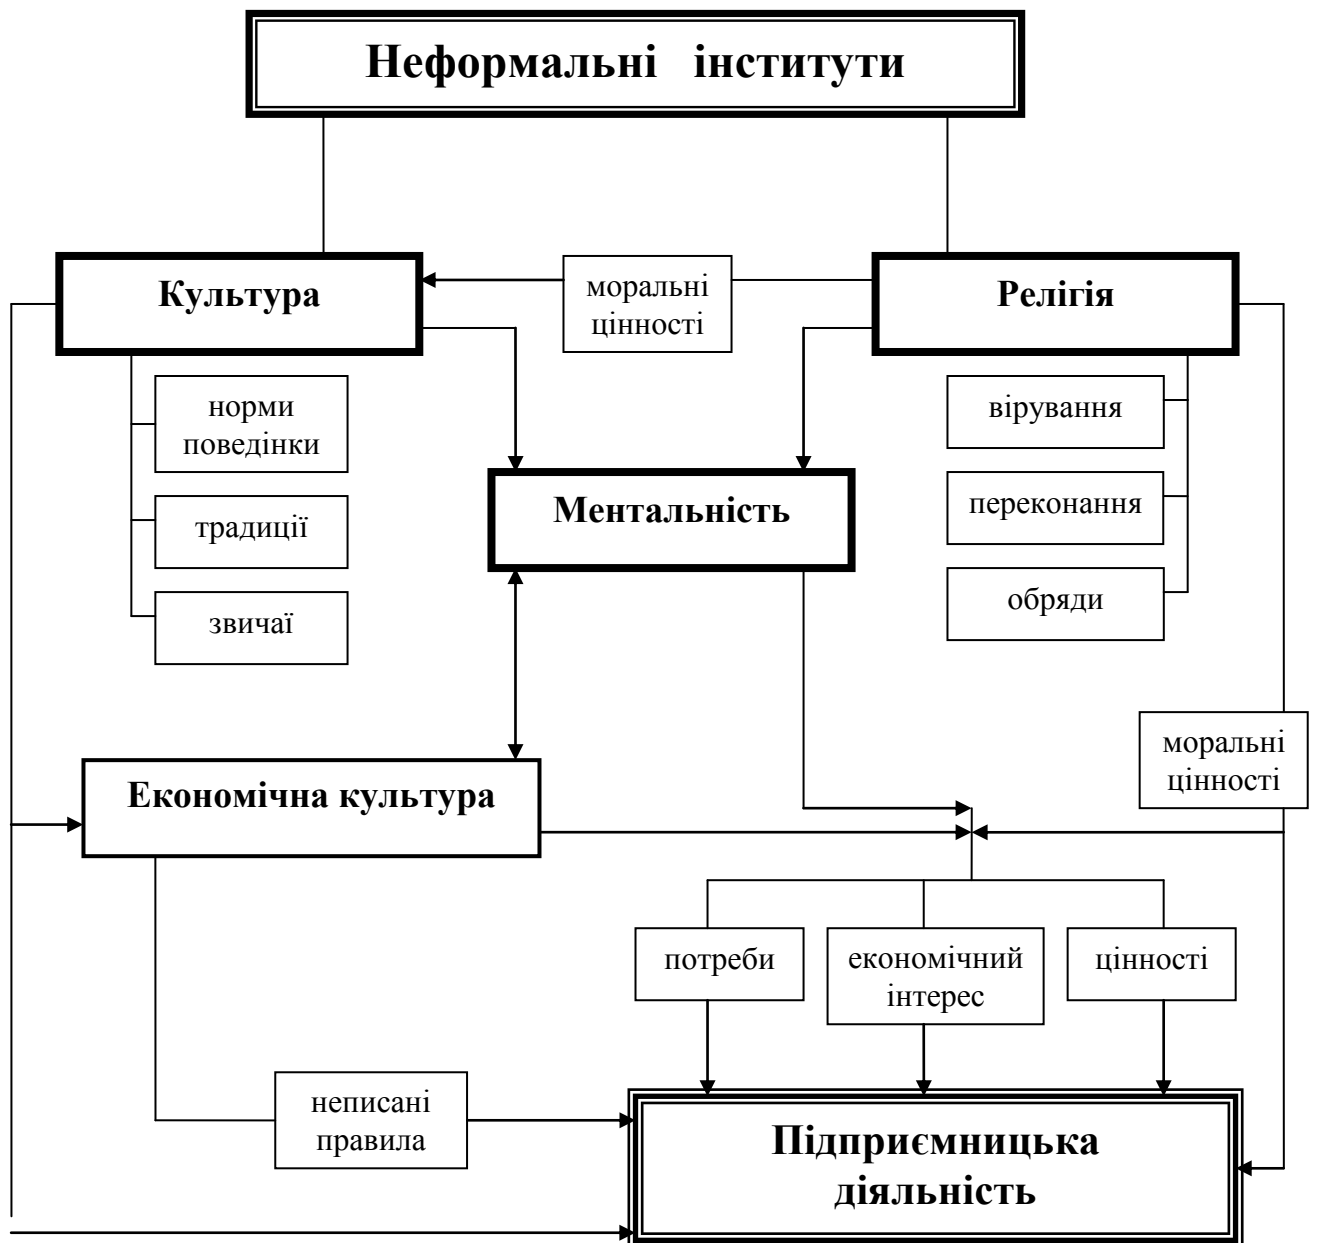 Неформальні інститути
Культура
моральні
цінності
Релігія
норми
поведінки
традиції
звичаї
вірування
переконання
обряди
Ментальність
моральні
цінності
Економічна культура
потреби
економічний
інтерес
цінності
неписані
правила
Підприємницька
діяльність